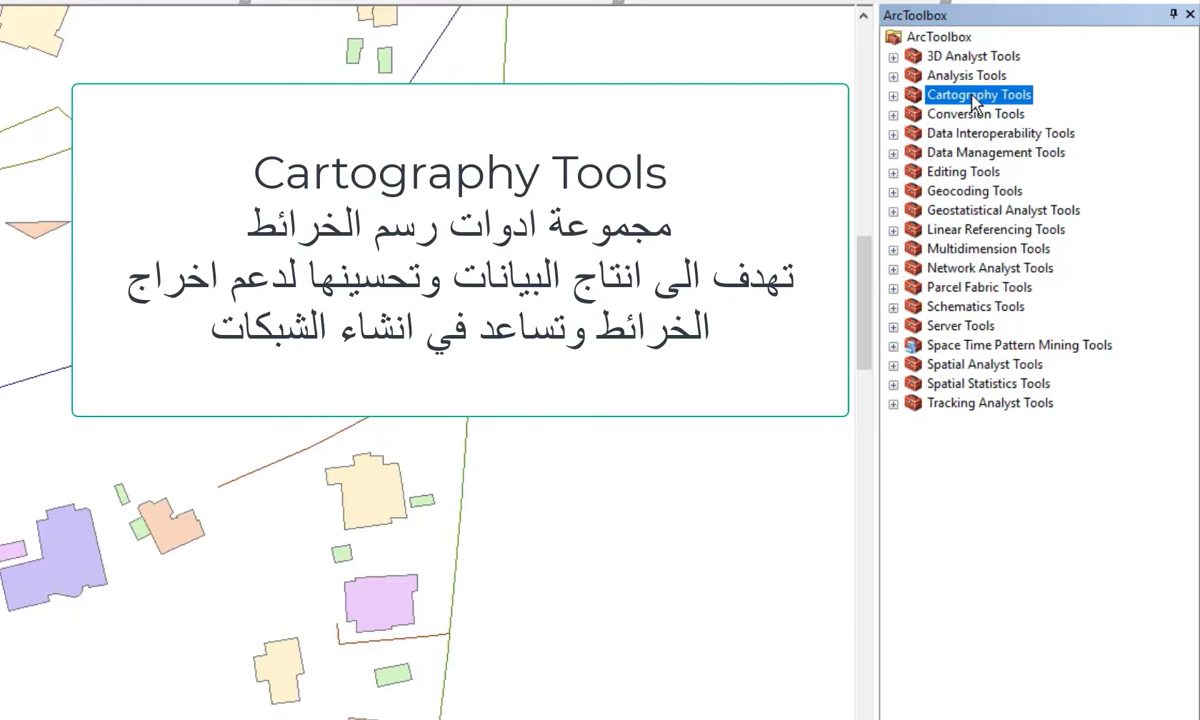 ArcToolbox
ArcToolbox
3D Analyst Tools
Analysis Tools
Cartography Tools
Conversion Tools
Data Interoperability Tools
Data Management Tools
Editing Tools
Geocoding Tools
Geostatistical Analyst Tools
Linear Referencing Tools
Multidimension Tools
Network Analyst Tools
Parcel Fabric Tools
Schematics Tools
Server Tools
Space Time Pattern Mining Tools
Spatial Analyst Tools
Spatial Statistics Tools
Tracking Analyst Tools
Cartography Tools
مجموعة ادوات رسم الخرائط
تهدف الى انتاج البيانات وتحسينها لدعم اخراج
الخرائط وتساعد في انشاء الشبكات